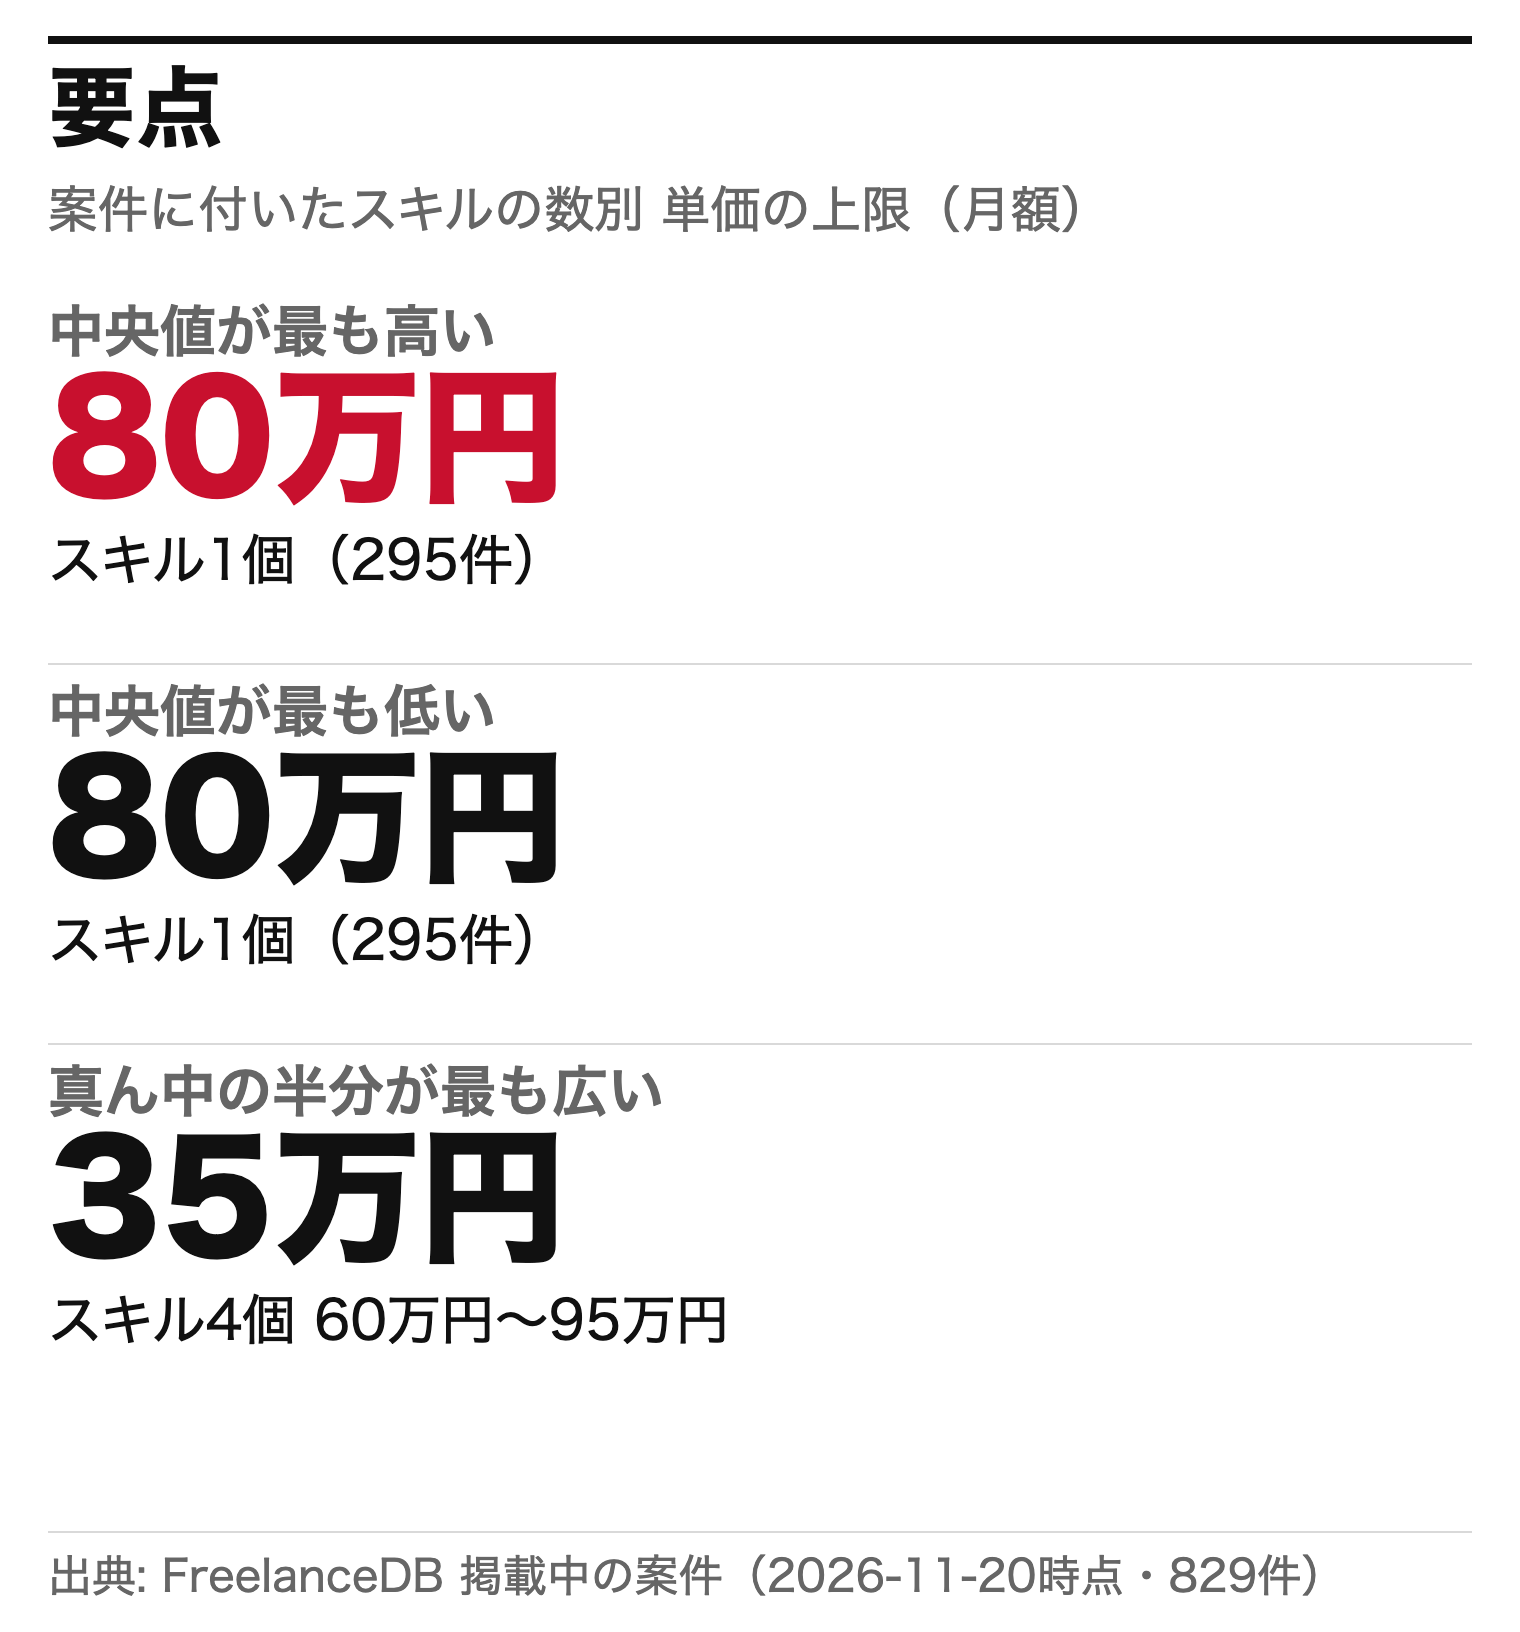 要点
案件に付いたスキルの数別 単価の上限（月額）
中央値が最も高い
80万円
スキル1個（295件）
中央値が最も低い
80万円
スキル1個（295件）
真ん中の半分が最も広い
35万円
スキル4個 60万円～95万円
出典: FreelanceDB 掲載中の案件（2026-11-20時点・829件）